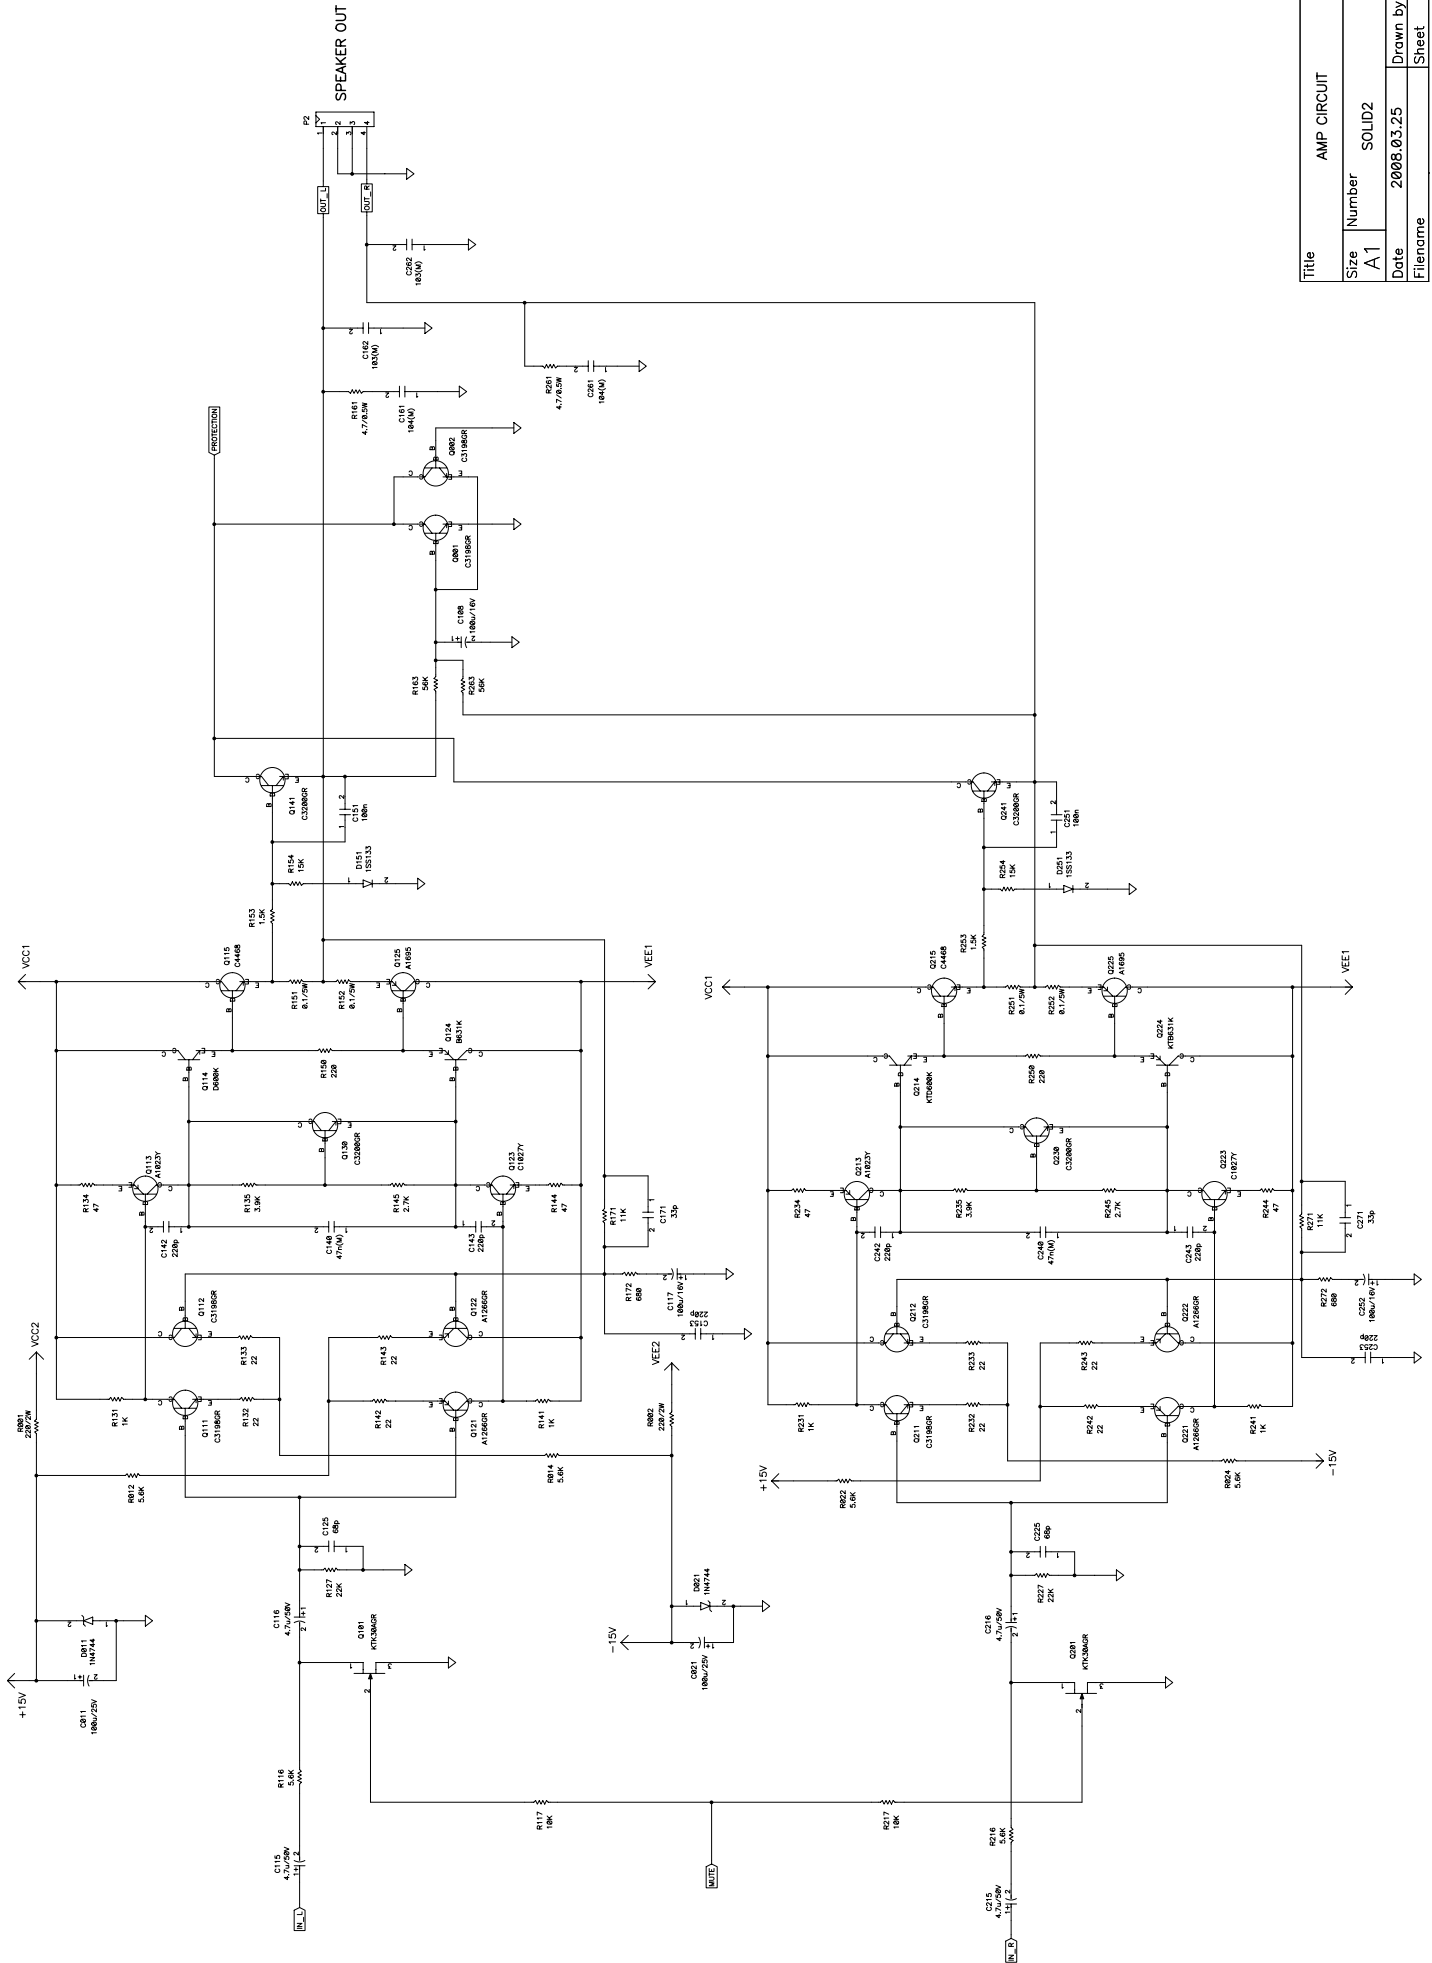 SPEAKER OUT
P2
1
2
3
4
OUT_L
OUT_R
C262
103(M)
C162
103(M)
R161
4.7/0.5W
C161
104(M)
R261
4.7/0.5W
C261
104(M)
PROTECTION
Q002
C3198GR
Q001
C3198GR
C108
100u/16V
R163
56K
R263
56K
Q141
C3200GR
C151
100n
R154
15K
D151
1SS133
R153
1.5K
Q241
C3200GR
C251
100n
R254
15K
D251
1SS133
R253
1.5K
VCC1
Q115
C4468
R151
0.1/5W
R152
0.1/5W
Q125
A1695
VEE1
Q114
D600K
R150
220
Q124
B631K
Q130
C3200GR
R134
47
Q113
A1023Y
R135
3.9K
R145
2.7K
Q123
C1027Y
R144
47
C142
220p
C140
47n(M)
C143
220p
R171
11K
C171
33p
R172
680
C117
100u/16V
C153
220p
Q112
C3198GR
R133
22
R143
22
Q122
A1266GR
VCC2
R001
220/2W
R131
1K
Q111
C3198GR
R132
22
R142
22
Q121
A1266GR
R141
1K
VEE2
R002
220/2W
R012
5.6K
R014
5.6K
C125
68p
R127
22K
C116
4.7u/50V
Q101
KTK30AGR
D011
1N4744
C011
100u/25V
+15V
D021
1N4744
C021
100u/25V
-15V
R116
5.6K
C115
4.7u/50V
IN_L
R117
10K
R217
10K
MUTE
VCC1
Q215
C4468
R251
0.1/5W
R252
0.1/5W
Q225
A1695
VEE1
Q214
KTD600K
R250
220
Q224
KTB631K
Q230
C3200GR
R234
47
Q213
A1023Y
R235
3.9K
R245
2.7K
Q223
C1027Y
R244
47
C242
220p
C240
47n(M)
C243
220p
R271
11K
C271
33p
R272
680
C252
100u/16V
C253
220p
Q212
C3198GR
R233
22
R243
22
Q222
A1266GR
R231
1K
Q211
C3198GR
R232
22
R242
22
Q221
A1266GR
R241
1K
+15V
R022
5.6K
R024
5.6K
-15V
C225
68p
R227
22K
C216
4.7u/50V
Q201
KTK30AGR
R216
5.6K
C215
4.7u/50V
IN_R
Title
AMP CIRCUIT
Size
A1
Number
SOLID2
Date
2008.03.25
Drawn by
Filename
Sheet